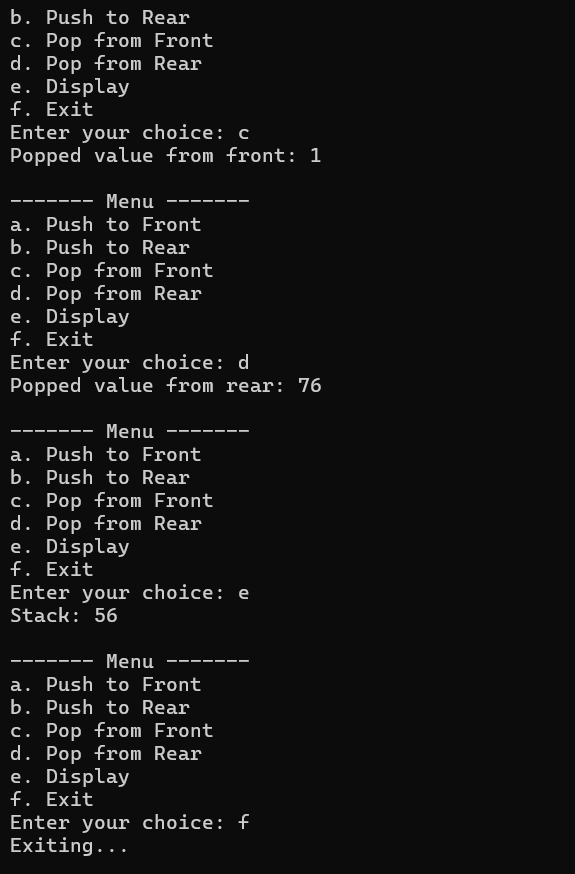 b. Push to Rear
c. Pop from Front
d. Pop from Rear
e. Display
f. Exit
Enter your choice: c
Popped value from front: 1

------- Menu -------
a. Push to Front
b. Push to Rear
c. Pop from Front
d. Pop from Rear
e. Display
f. Exit
Enter your choice: d
Popped value from rear: 76

------- Menu -------
a. Push to Front
b. Push to Rear
c. Pop from Front
d. Pop from Rear
e. Display
f. Exit
Enter your choice: e
Stack: 56

------- Menu -------
a. Push to Front
b. Push to Rear
c. Pop from Front
d. Pop from Rear
e. Display
f. Exit
Enter your choice: f
Exiting...